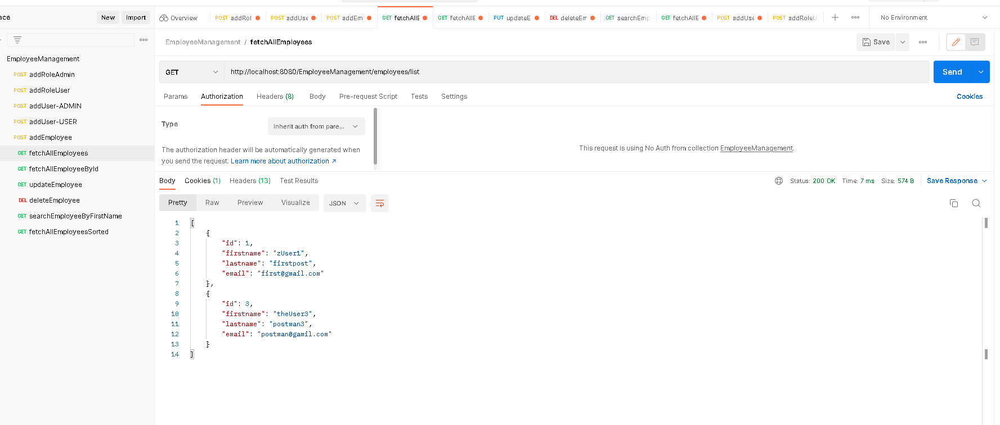 ace New Import
Overview POST addRol POST addUse POST addEm GET fetchAllE GET fetchAllE PUT updateE DEL deleteEm GET searchEmp GET fetchAllE POST addUse POST addRoleU No Environment
EmployeeManagement / fetchAllEmployees Save
EmployeeManagement
POST addRoleAdmin
POST addRoleUser
POST addUser-ADMIN
POST addUser-USER
POST addEmployee
GET fetchAllEmployees
GET fetchAllEmployeeById
PUT updateEmployee
DEL deleteEmployee
GET searchEmployeeByFirstName
GET fetchAllEmployeesSorted
GET http://localhost:8080/EmployeeManagement/employees/list Send
Params Authorization Headers (8) Body Pre-request Script Tests Settings Cookies
Type Inherit auth from pare...
The authorization header will be automatically generated when
you send the request. Learn more about authorization ↗
This request is using No Auth from collection EmployeeManagement.
Body Cookies (1) Headers (13) Test Results Status: 200 OK Time: 7 ms Size: 574 B Save Response
Pretty Raw Preview Visualize JSON
1 [
2 {
3 "id": 1,
4 "firstname": "zUser1",
5 "lastname": "firstpost",
6 "email": "first@gmail.com"
7 },
8 {
9 "id": 3,
10 "firstname": "theUser3",
11 "lastname": "postman3",
12 "email": "postman@gamil.com"
13 }
14 ]